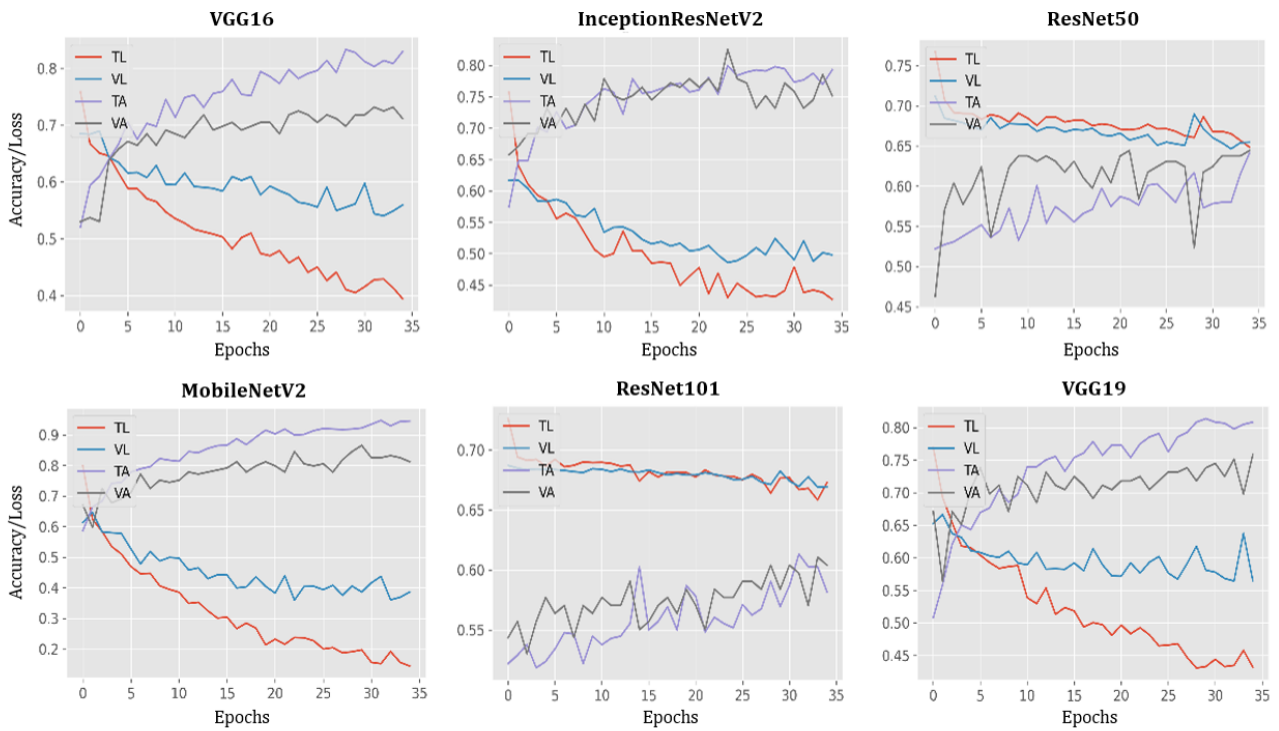 VGG16
InceptionResNetV2
ResNet50
TL
VL
TA
VA
0.8
0.7
0.6
0.5
0.4
Accuracy/Loss
0 5 10 15 20 25 30 35
Epochs
TL
VL
TA
VA
0.80
0.75
0.70
0.65
0.60
0.55
0.50
0.45
0 5 10 15 20 25 30 35
Epochs
TL
VL
TA
VA
0.75
0.70
0.65
0.60
0.55
0.50
0.45
0 5 10 15 20 25 30 35
Epochs
MobileNetV2
ResNet101
VGG19
TL
VL
TA
VA
0.9
0.8
0.7
0.6
0.5
0.4
0.3
0.2
Accuracy/Loss
0 5 10 15 20 25 30 35
Epochs
TL
VL
TA
VA
0.70
0.65
0.60
0.55
0 5 10 15 20 25 30 35
Epochs
TL
VL
TA
VA
0.80
0.75
0.70
0.65
0.60
0.55
0.50
0.45
0 5 10 15 20 25 30 35
Epochs